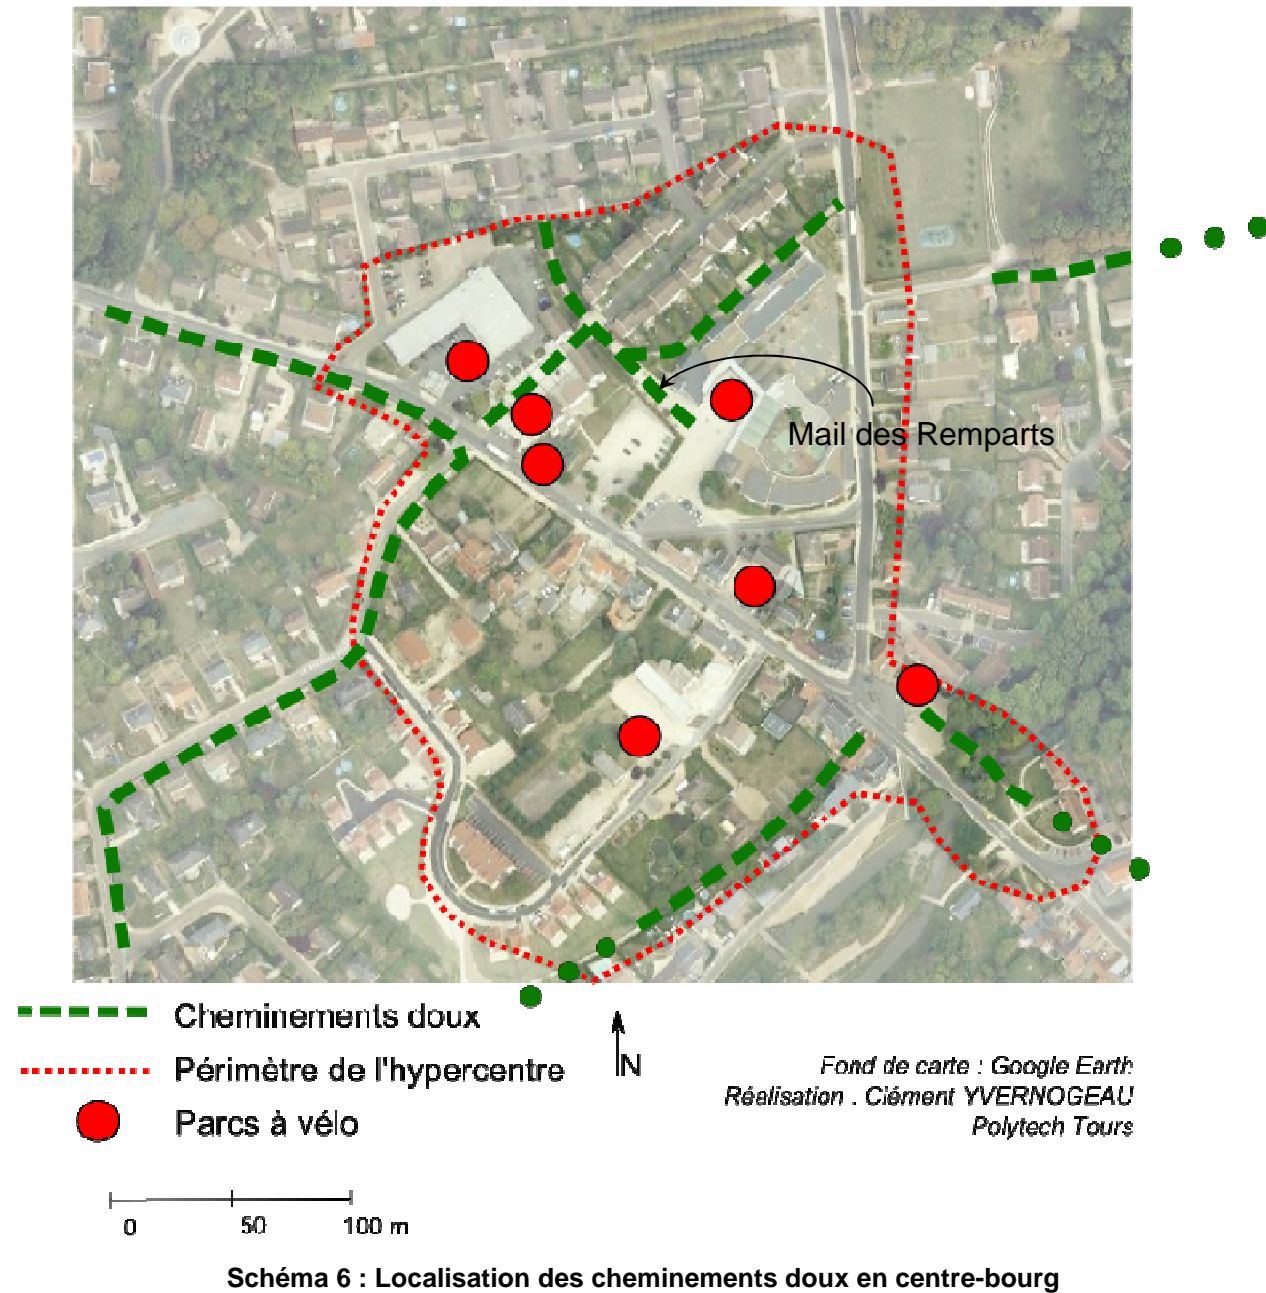 Mail des Remparts
Cheminements doux
Périmètre de l'hypercentre
Parcs à vélo
N
Fond de carte : Google Earth
Réalisation . Clément YVERNOGEAU
Polytech Tours
0 50 100 m
Schéma 6 : Localisation des cheminements doux en centre-bourg